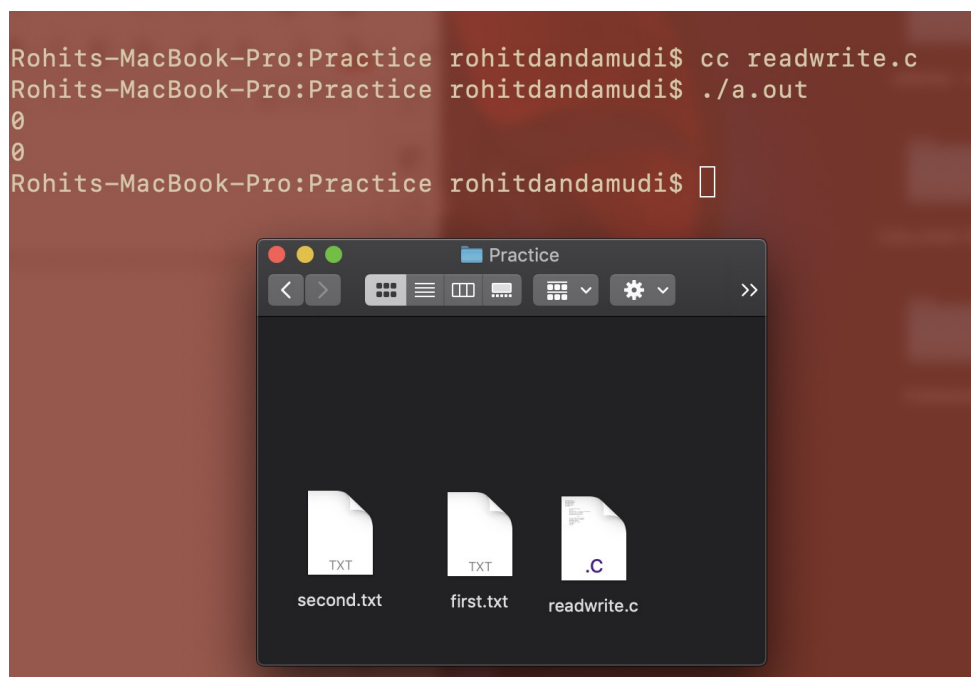 Rohits-MacBook-Pro:Practice rohitdandamudi$ cc readwrite.c
Rohits-MacBook-Pro:Practice rohitdandamudi$ ./a.out
0
0
Rohits-MacBook-Pro:Practice rohitdandamudi$
Practice
TXT TXT .C
second.txt first.txt readwrite.c